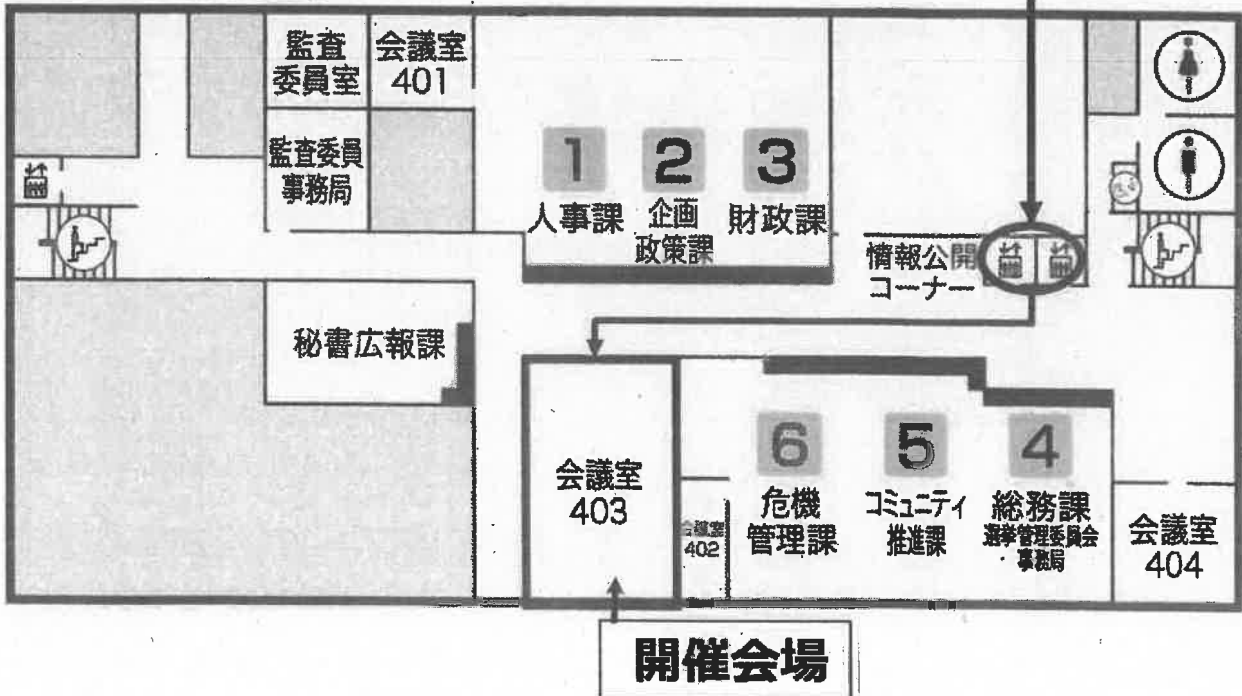 監査
委員室
会議室
401
監査委員
事務局
1
人事課
2
企画
政策課
3
財政課
情報公開
コーナー
秘書広報課
会議室
403
会議室
402
6
危機
管理課
5
コミュニティ
推進課
4
総務課
選挙管理委員会
事務局
会議室
404
開催会場